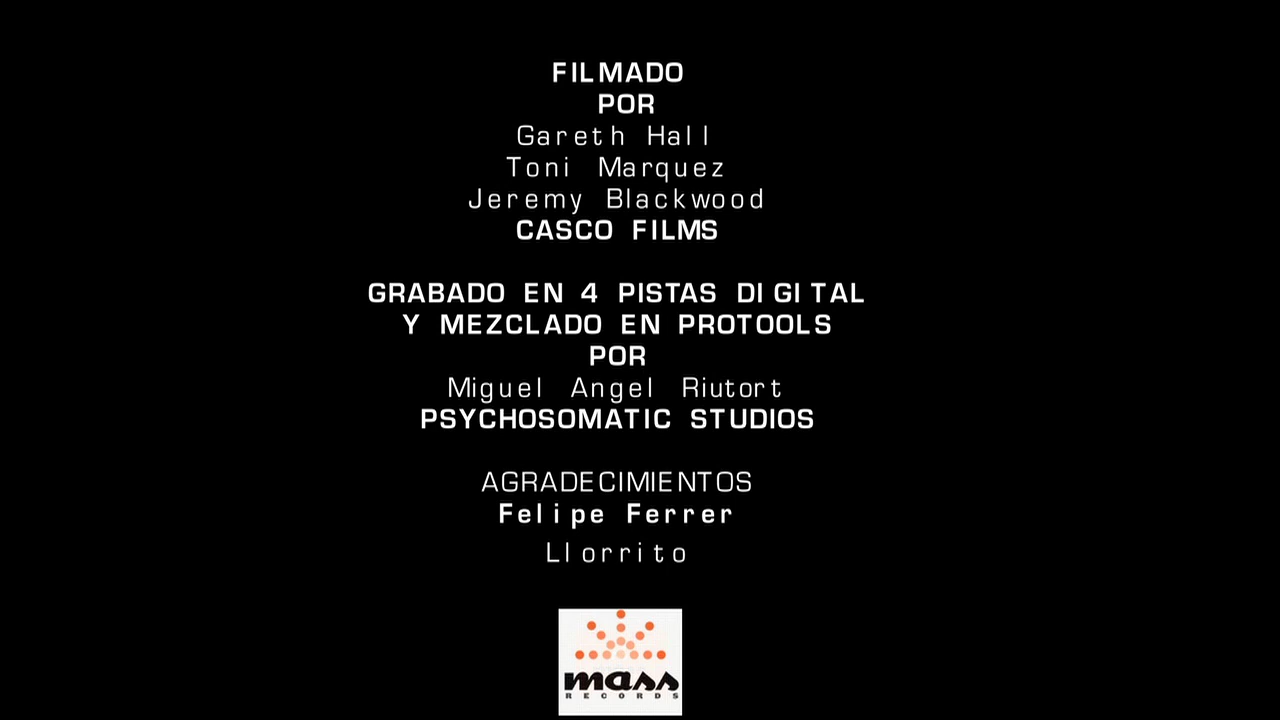 FILMADO
POR
Gareth Hall
Toni Marquez
Jeremy Blackwood
CASCO FILMS
GRABADO EN 4 PISTAS DIGITAL
Y MEZCLADO EN PROTOOLS
POR
Miguel Angel Riutort
PSYCHOSOMATIC STUDIOS
AGRADECIMIENTOS
Felipe Ferrer
Llorrito
mass
RECORDS